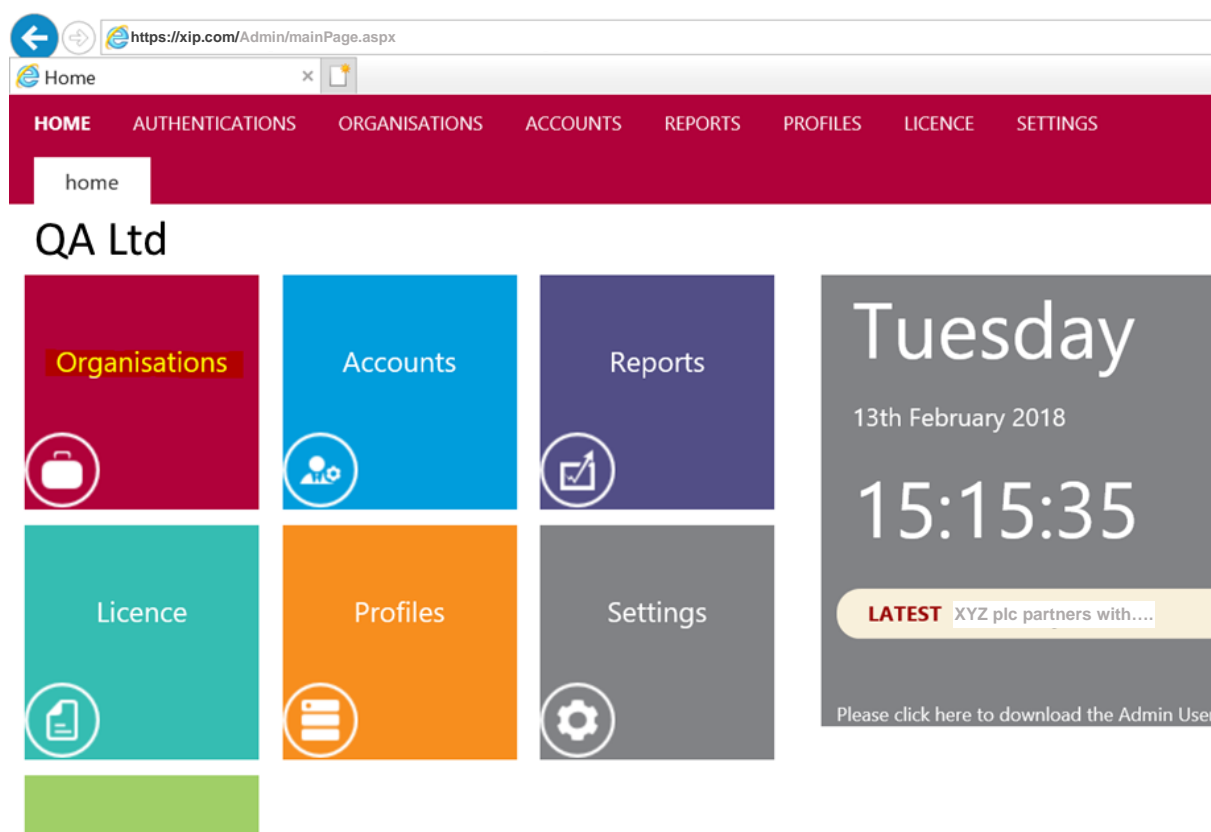 https://xip.com/Admin/mainPage.aspx
Home
HOME AUTHENTICATIONS ORGANISATIONS ACCOUNTS REPORTS PROFILES LICENCE SETTINGS
home
QA Ltd
Organisations Accounts Reports
Tuesday
13th February 2018
15:15:35
Licence Profiles Settings
LATEST XYZ plc partners with....
Please click here to download the Admin User